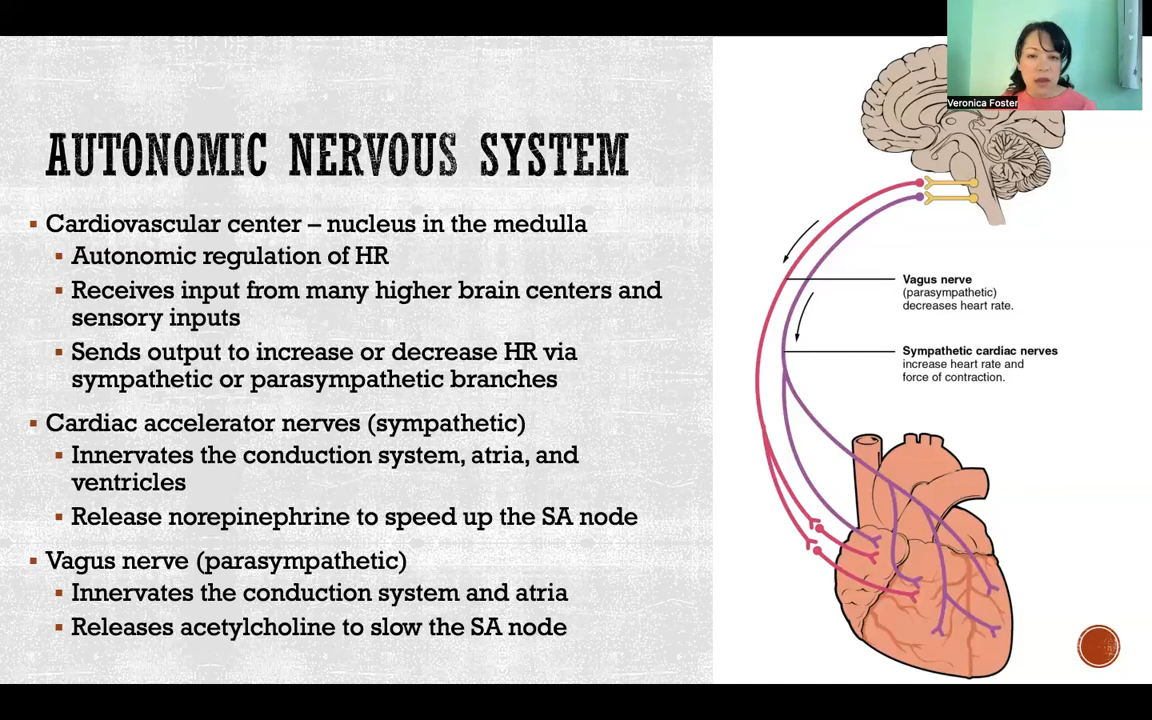 Veronica Foster
AUTONOMIC NERVOUS SYSTEM
▪ Cardiovascular center – nucleus in the medulla
▪ Autonomic regulation of HR
▪ Receives input from many higher brain centers and
sensory inputs
▪ Sends output to increase or decrease HR via
sympathetic or parasympathetic branches
▪ Cardiac accelerator nerves (sympathetic)
▪ Innervates the conduction system, atria, and
ventricles
▪ Release norepinephrine to speed up the SA node
▪ Vagus nerve (parasympathetic)
▪ Innervates the conduction system and atria
▪ Releases acetylcholine to slow the SA node
Vagus nerve
(parasympathetic)
decreases heart rate.
Sympathetic cardiac nerves
increase heart rate and
force of contraction.